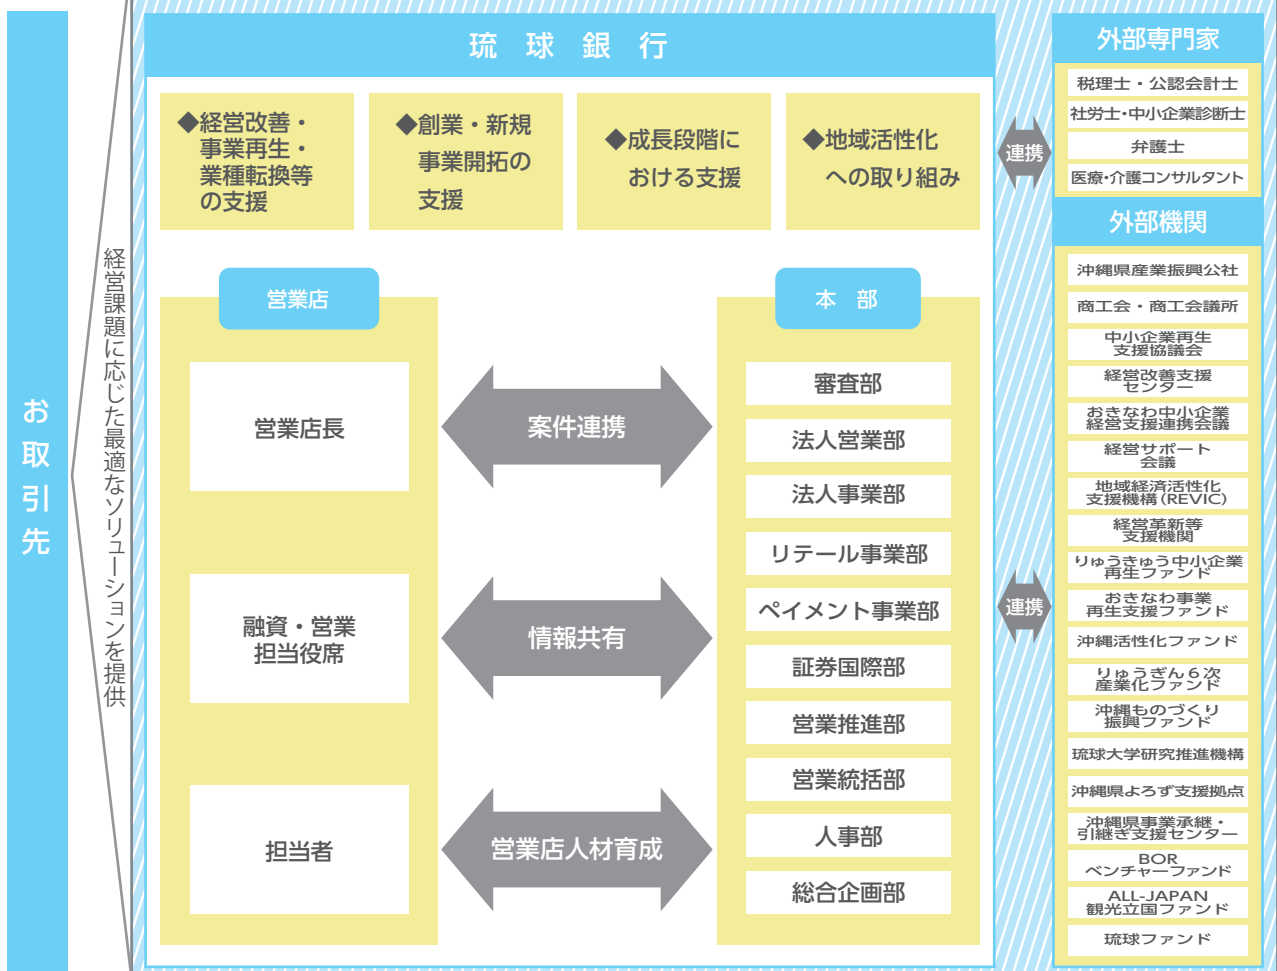 お取引先
経営課題に応じた最適なソリューションを提供
琉球銀行
◆経営改善・
事業再生・
業種転換等
の支援
◆創業・新規
事業開拓の
支援
◆成長段階に
おける支援
◆地域活性化
への取り組み
営業店
営業店長
融資・営業
担当役席
担当者
案件連携
情報共有
営業店人材育成
本部
審査部
法人営業部
法人事業部
リテール事業部
ペイメント事業部
証券国際部
営業推進部
営業統括部
人事部
総合企画部
連携
連携
外部専門家
税理士・公認会計士
社労士・中小企業診断士
弁護士
医療・介護コンサルタント
外部機関
沖縄県産業振興公社
商工会・商工会議所
中小企業再生
支援協議会
経営改善支援
センター
おきなわ中小企業
経営支援連携会議
経営サポート
会議
地域経済活性化
支援機構(REVIC)
経営革新等
支援機関
りゅうきゅう中小企業
再生ファンド
おきなわ事業
再生支援ファンド
沖縄活性化ファンド
りゅうぎん6次
産業化ファンド
沖縄ものづくり
振興ファンド
琉球大学研究推進機構
沖縄県よろず支援拠点
沖縄県事業承継・
引継ぎ支援センター
BOR
ベンチャーファンド
ALL-JAPAN
観光立国ファンド
琉球ファンド